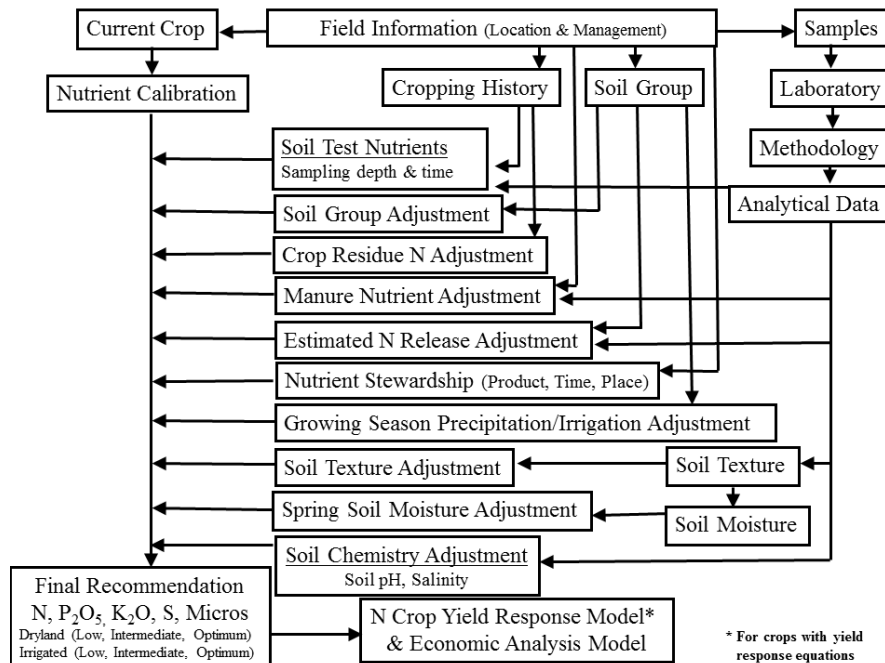 Current Crop
Field Information (Location & Management)
Samples
Nutrient Calibration
Cropping History
Soil Group
Laboratory
Soil Test Nutrients
Sampling depth & time
Methodology
Analytical Data
Soil Group Adjustment
Crop Residue N Adjustment
Manure Nutrient Adjustment
Estimated N Release Adjustment
Nutrient Stewardship (Product, Time, Place)
Growing Season Precipitation/Irrigation Adjustment
Soil Texture Adjustment
Soil Texture
Spring Soil Moisture Adjustment
Soil Moisture
Soil Chemistry Adjustment
Soil pH, Salinity
Final Recommendation
N, P₂O₅, K₂O, S, Micros
Dryland (Low, Intermediate, Optimum)
Irrigated (Low, Intermediate, Optimum)
N Crop Yield Response Model*
& Economic Analysis Model
* For crops with yield
response equations